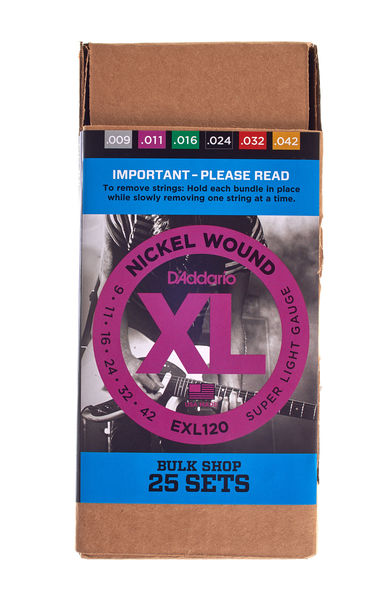 .009 .011 .016 .024 .032 .042
IMPORTANT – PLEASE READ
To remove strings: Hold each bundle in place
while slowly removing one string at a time.
NICKEL WOUND
D'Addario
XL
9 • 11 • 16 • 24 • 32 • 42
SUPER LIGHT GAUGE
EXL120
BULK SHOP
25 SETS